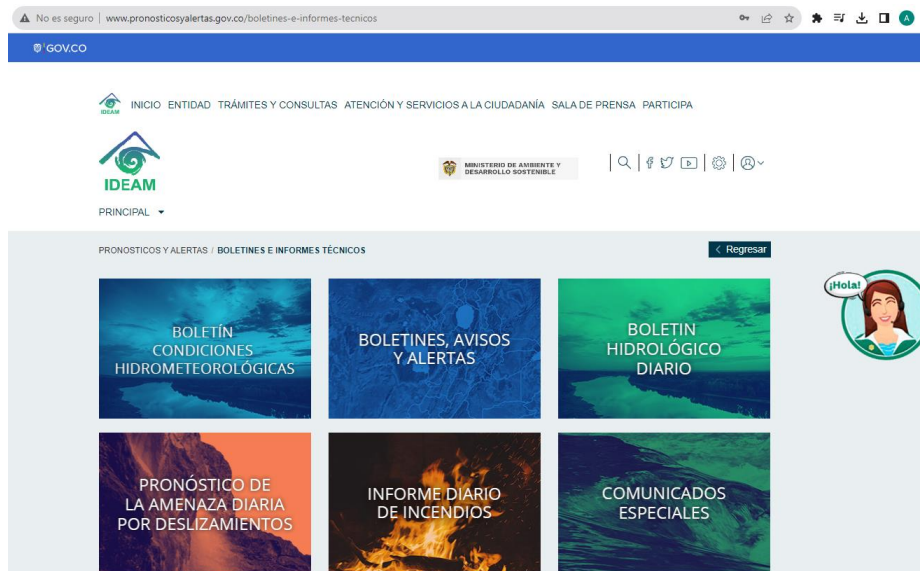 No es seguro | www.pronosticosyalertas.gov.co/boletines-e-informes-tecnicos
A
GOV.CO
IDEAM INICIO ENTIDAD TRÁMITES Y CONSULTAS ATENCIÓN Y SERVICIOS A LA CIUDADANÍA SALA DE PRENSA PARTICIPA
IDEAM
MINISTERIO DE AMBIENTE Y
DESARROLLO SOSTENIBLE
PRINCIPAL
PRONOSTICOS Y ALERTAS / BOLETINES E INFORMES TÉCNICOS
< Regresar
¡Hola!
BOLETÍN
CONDICIONES
HIDROMETEOROLÓGICAS
BOLETINES, AVISOS
Y ALERTAS
BOLETIN
HIDROLÓGICO
DIARIO
PRONÓSTICO DE
LA AMENAZA DIARIA
POR DESLIZAMIENTOS
INFORME DIARIO
DE INCENDIOS
COMUNICADOS
ESPECIALES